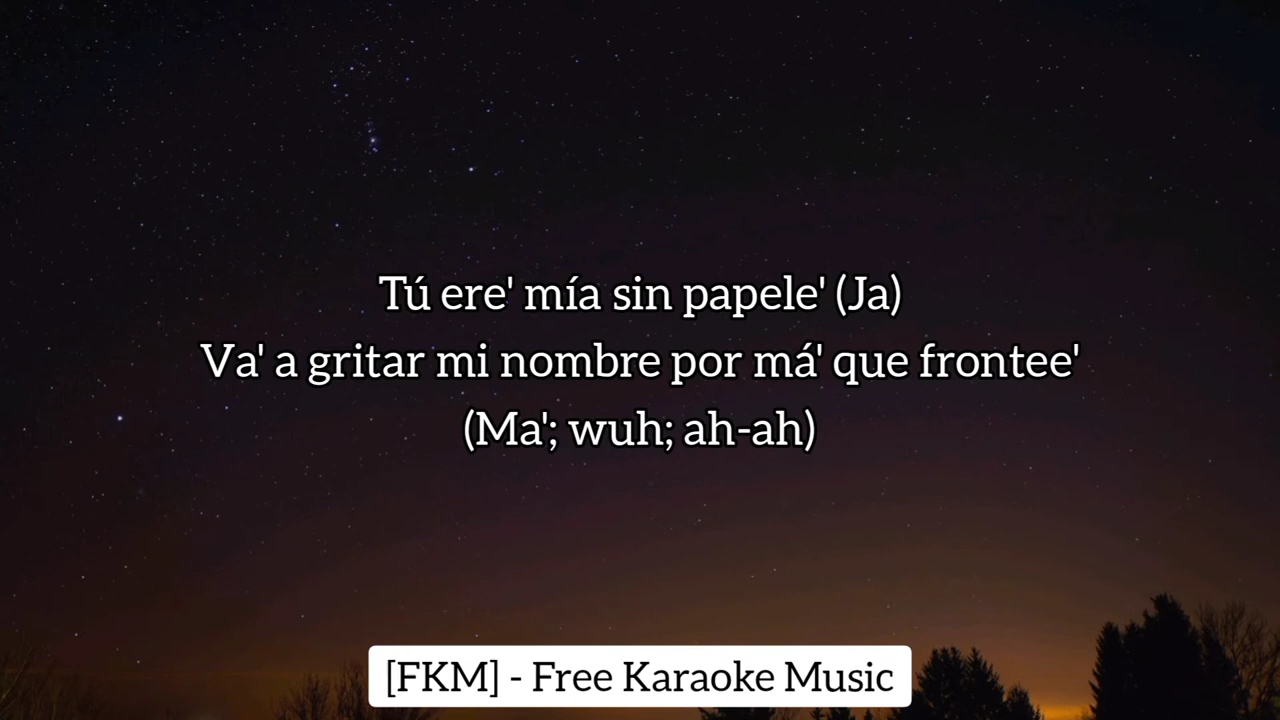 Tú ere' mía sin papele' (Ja)
Va' a gritar mi nombre por má' que frontee'
(Ma'; wuh; ah-ah)
[FKM] - Free Karaoke Music